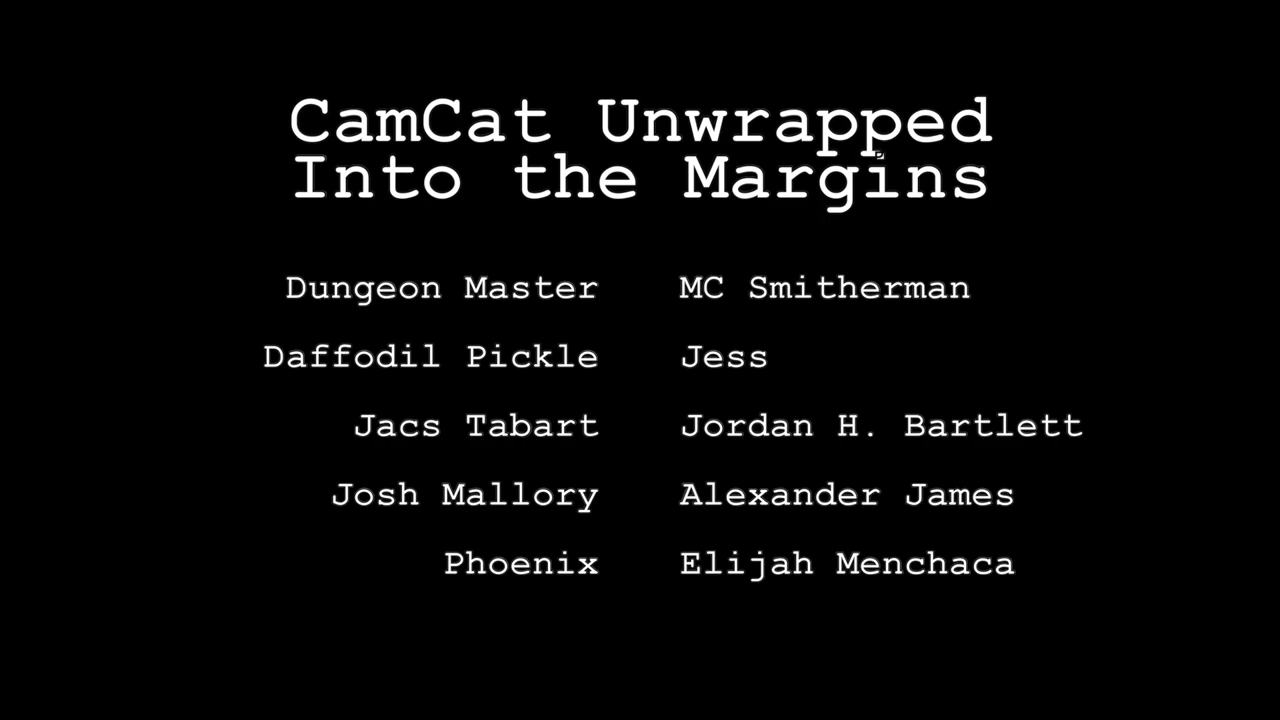 CamCat Unwrapped
Into the Margins
Dungeon Master MC Smitherman
Daffodil Pickle Jess
Jacs Tabart Jordan H. Bartlett
Josh Mallory Alexander James
Phoenix Elijah Menchaca